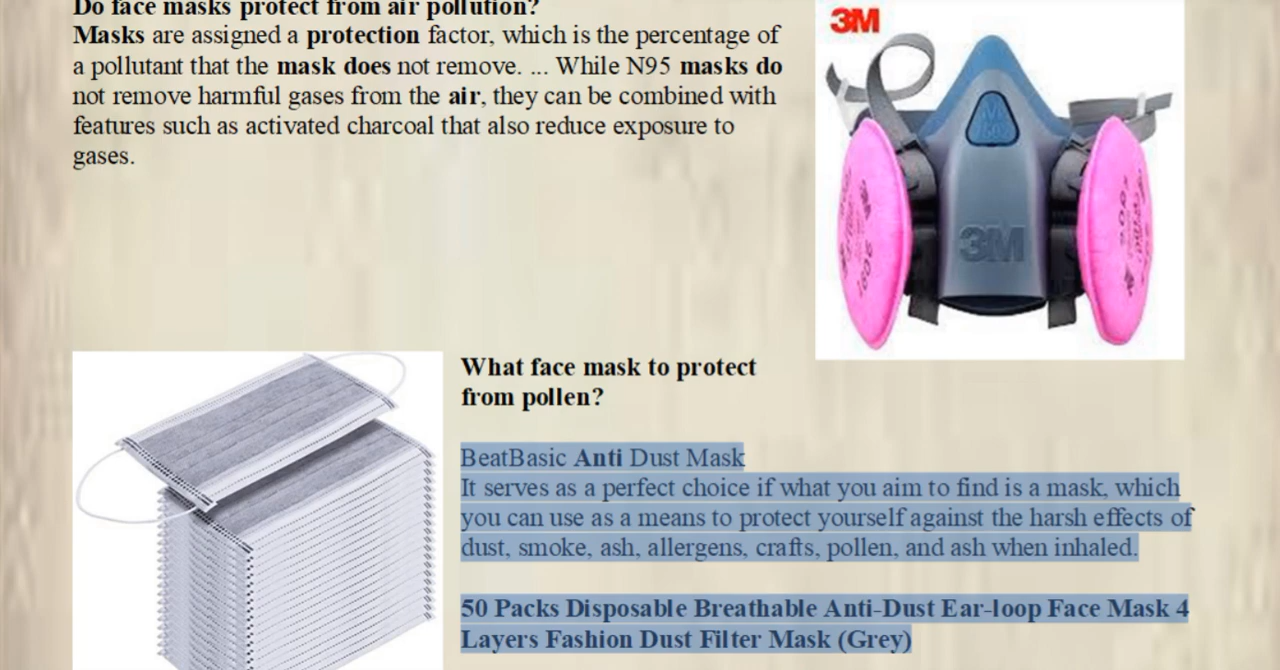 Do face masks protect from air pollution?
Masks are assigned a protection factor, which is the percentage of
a pollutant that the mask does not remove. ... While N95 masks do
not remove harmful gases from the air, they can be combined with
features such as activated charcoal that also reduce exposure to
gases.
3M
3M
What face mask to protect
from pollen?
BeatBasic Anti Dust Mask
It serves as a perfect choice if what you aim to find is a mask, which
you can use as a means to protect yourself against the harsh effects of
dust, smoke, ash, allergens, crafts, pollen, and ash when inhaled.
50 Packs Disposable Breathable Anti-Dust Ear-loop Face Mask 4
Layers Fashion Dust Filter Mask (Grey)